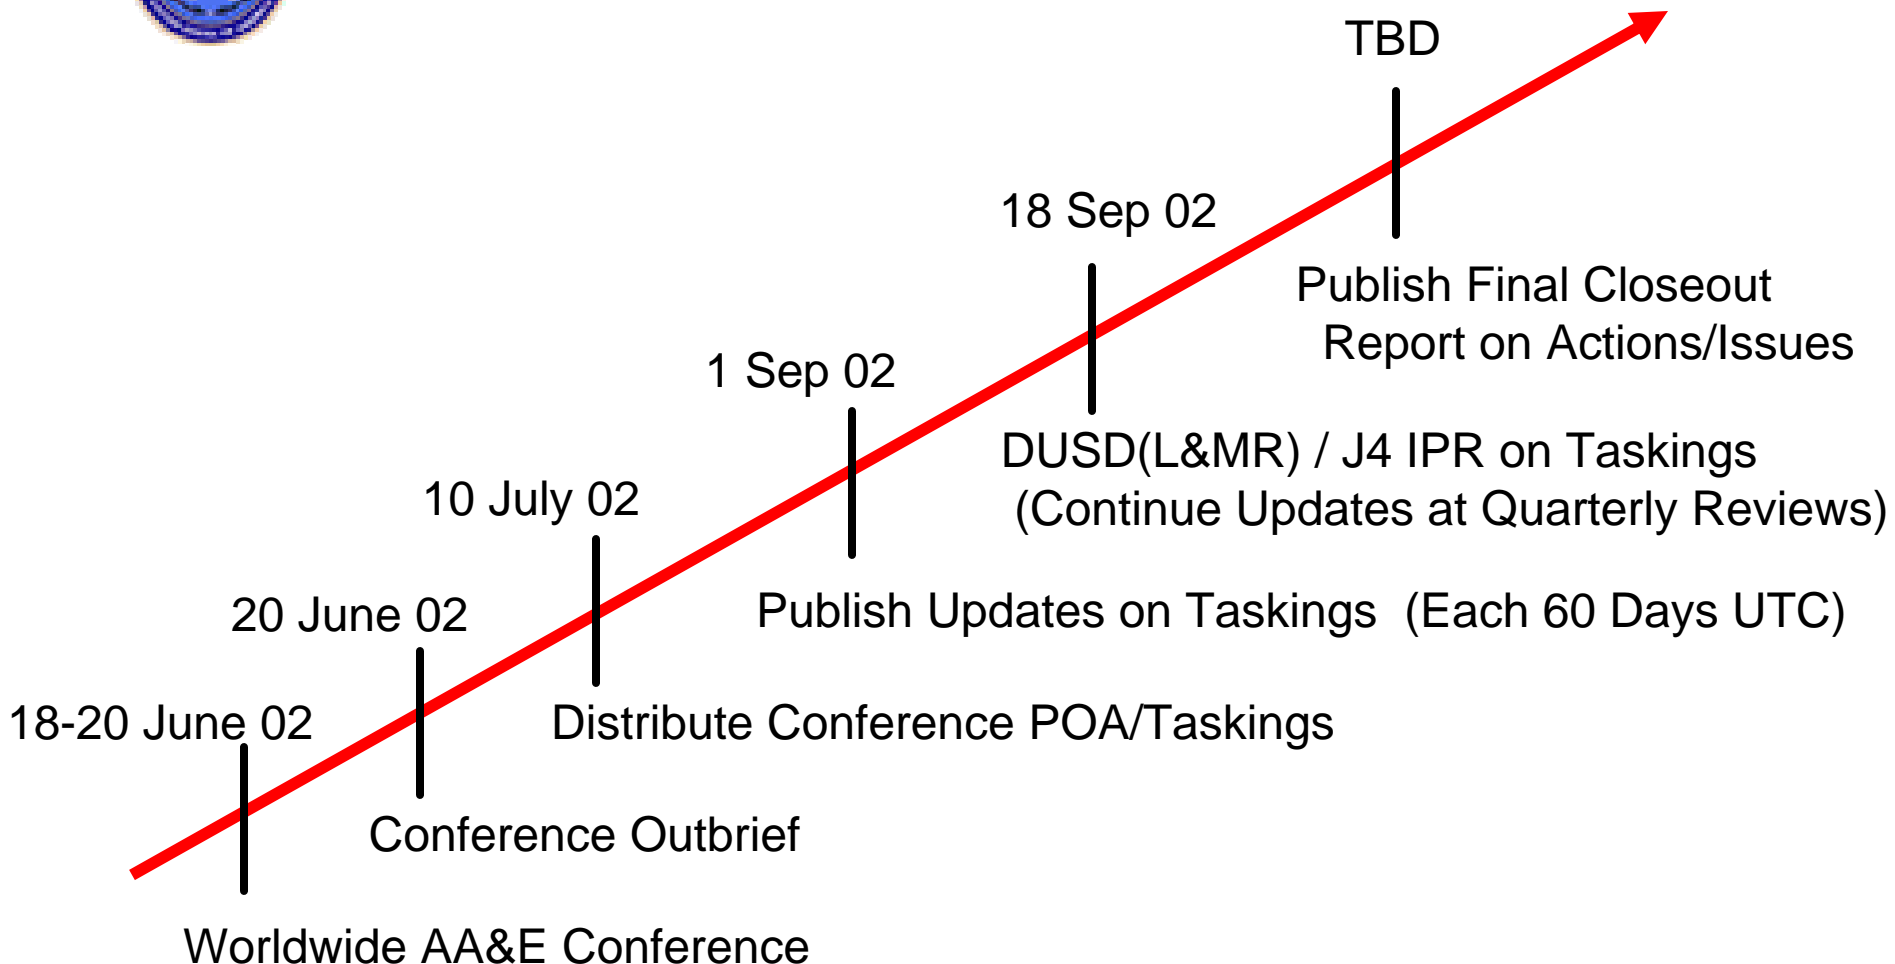 TBD
18 Sep 02
Publish Final Closeout
Report on Actions/Issues
1 Sep 02
DUSD(L&MR) / J4 IPR on Taskings
(Continue Updates at Quarterly Reviews)
10 July 02
Publish Updates on Taskings  (Each 60 Days UTC)
20 June 02
Distribute Conference POA/Taskings
18-20 June 02
Conference Outbrief
Worldwide AA&E Conference